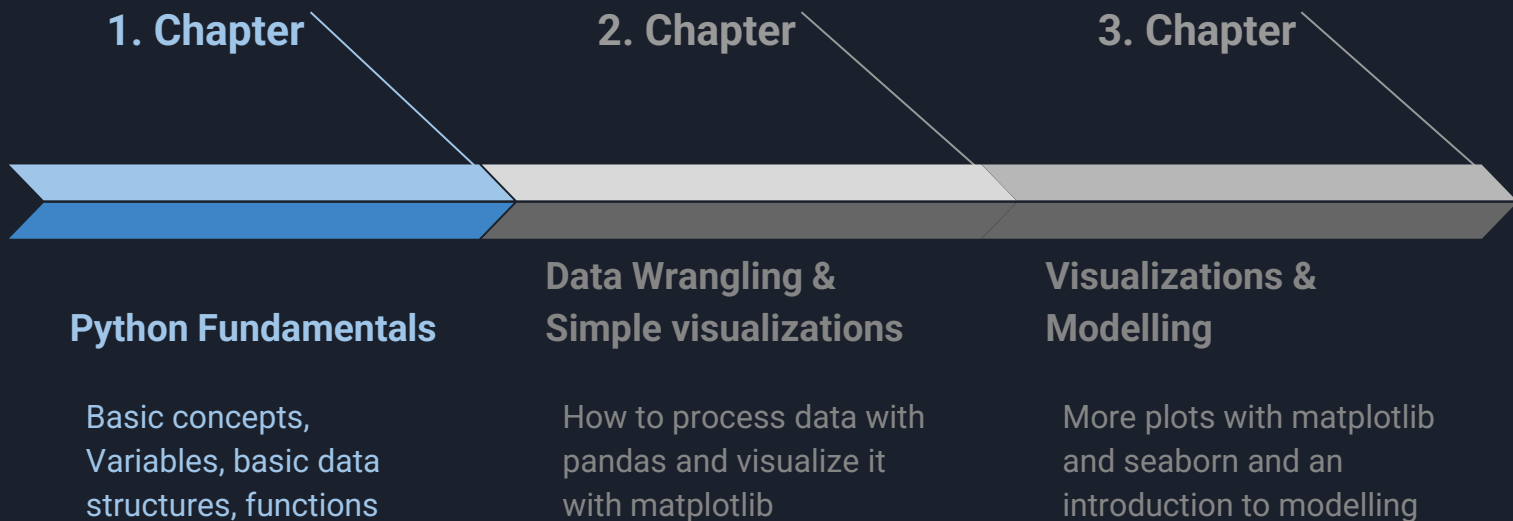 1. Chapter
2. Chapter
3. Chapter
Python Fundamentals
Basic concepts,
Variables, basic data
structures, functions
Data Wrangling &
Simple visualizations
How to process data with
pandas and visualize it
with matplotlib
Visualizations &
Modelling
More plots with matplotlib
and seaborn and an
introduction to modelling